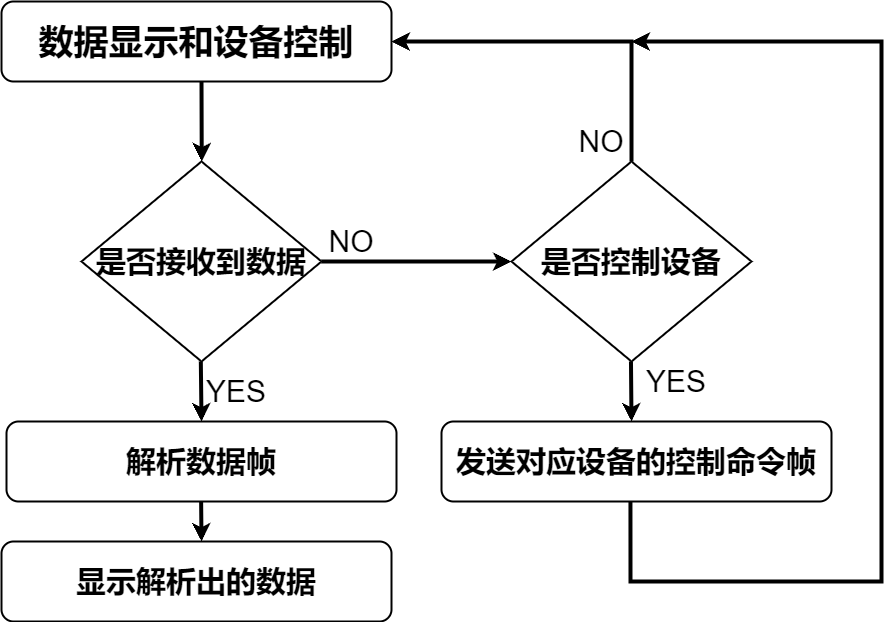 数据显示和设备控制
NO
是否接收到数据
NO
是否控制设备
YES
YES
解析数据帧
发送对应设备的控制命令帧
显示解析出的数据